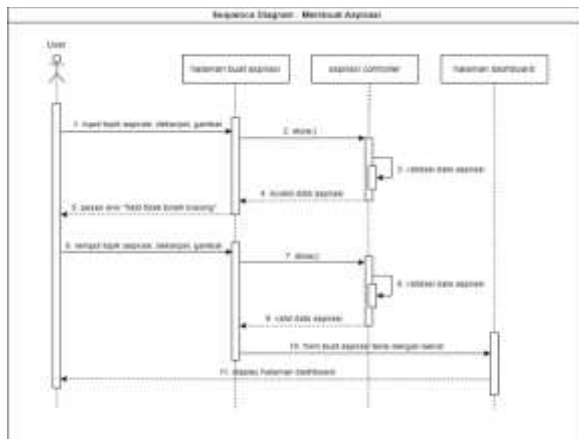 Sequence Diagram - Membuat Aspirasi
User
halaman buat aspirasi
aspirasi controller
halaman dashboard
1. input topik aspirasi, deskripsi, gambar
2. store()
3. validasi data aspirasi
4. invalid data aspirasi
5. pesan error "field tidak boleh kosong"
6. input topik aspirasi, deskripsi, gambar
7. store()
8. validasi data aspirasi
9. valid data aspirasi
10. form buat aspirasi terisi dengan benar
11. display halaman dashboard